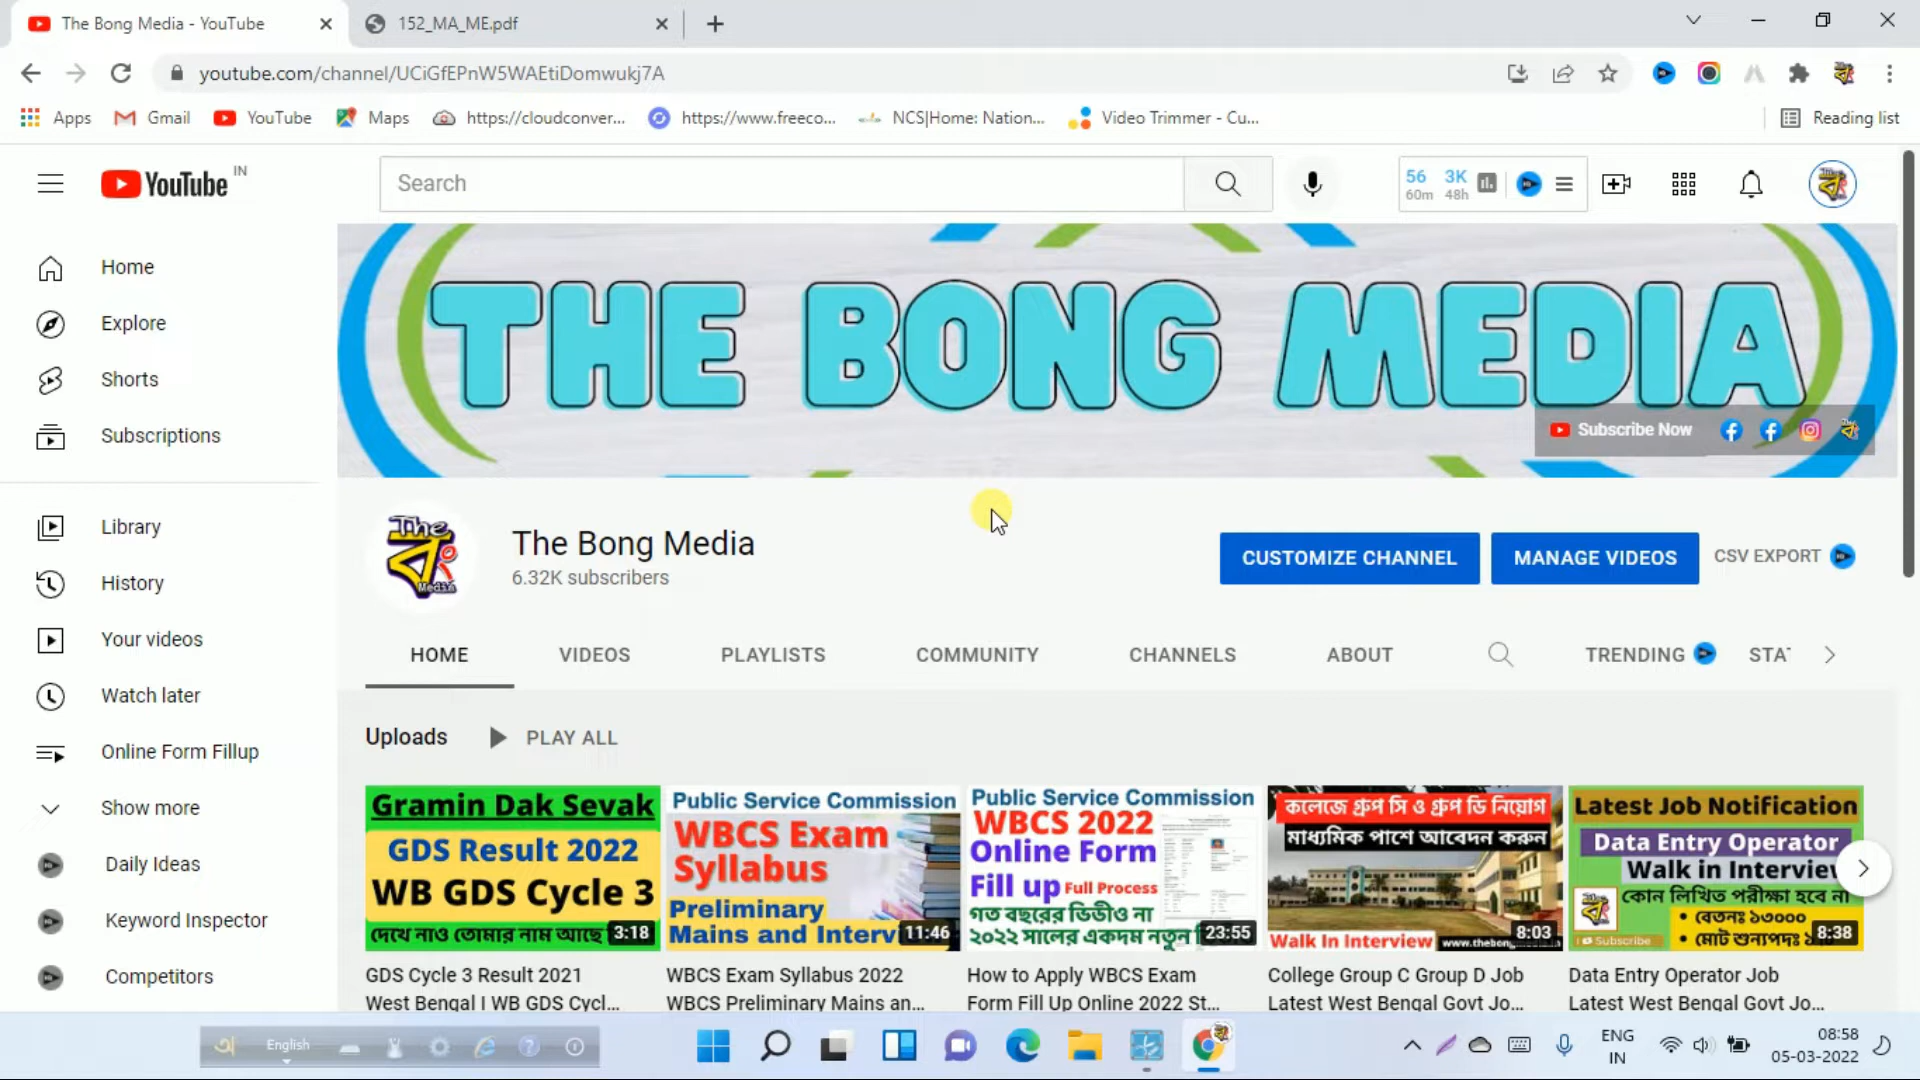 The Bong Media - YouTube
152_MA_ME.pdf
youtube.com/channel/UCiGfEPnW5WAEtiDomwukj7A
Apps
Gmail
YouTube
Maps
https://cloudconver...
https://www.freeco...
NCS|Home: Nation...
Video Trimmer - Cu...
Reading list
YouTube IN
Search
56 3K
60m 48h
Home
Explore
Shorts
Subscriptions
Library
History
Your videos
Watch later
Online Form Fillup
Show more
Daily Ideas
Keyword Inspector
Competitors
THE BONG MEDIA
Subscribe Now
The বং Media
The Bong Media
6.32K subscribers
CUSTOMIZE CHANNEL
MANAGE VIDEOS
CSV EXPORT
HOME
VIDEOS
PLAYLISTS
COMMUNITY
CHANNELS
ABOUT
TRENDING
STAT
Uploads
PLAY ALL
Gramin Dak Sevak
GDS Result 2022
WB GDS Cycle 3
দেখে নাও তোমার নাম আছে
3:18
GDS Cycle 3 Result 2021
West Bengal I WB GDS Cycl...
Public Service Commission
WBCS Exam
Syllabus
Preliminary
Mains and Interv
11:46
WBCS Exam Syllabus 2022
WBCS Preliminary Mains an...
Public Service Commission
WBCS 2022
Online Form
Fill up Full Process
গত বছরের ভিডীও না
২০২২ সালের একদম নতুন
23:55
How to Apply WBCS Exam
Form Fill Up Online 2022 St...
কলেজে গ্রুপ সি ও গ্রুপ ডি নিয়োগ
মাধ্যমিক পাশে আবেদন করুন
Walk In Interview
8:03
College Group C Group D Job
Latest West Bengal Govt Jo...
Latest Job Notification
Data Entry Operator
Walk in Interview
কোন লিখিত পরীক্ষা হবে না
• বেতনঃ ১৩০০০
• মোট শুন্যপদঃ
Subscribe
8:38
Data Entry Operator Job
Latest West Bengal Govt Jo...
English
ENG
IN
08:58
05-03-2022